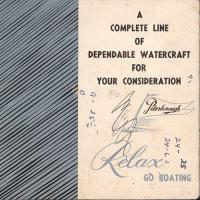 A
COMPLETE LINE
OF
DEPENDABLE WATERCRAFT
FOR
YOUR CONSIDERATION
Peterborough
Relax
GO BOATING